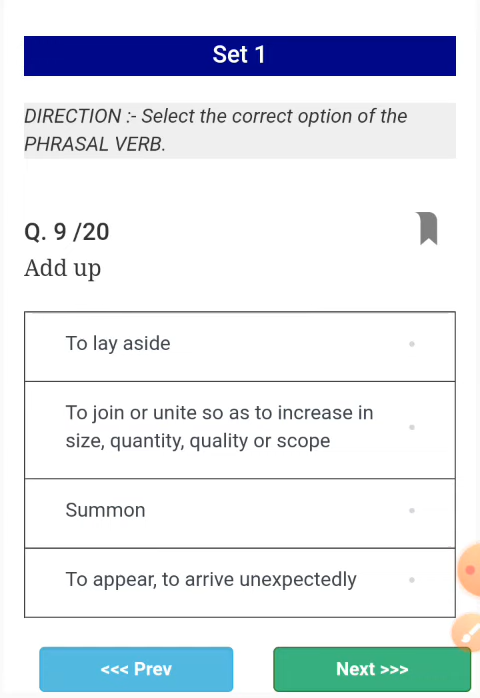 Set 1
DIRECTION :- Select the correct option of the
PHRASAL VERB.
Q. 9 /20
Add up
To lay aside
To join or unite so as to increase in
size, quantity, quality or scope
Summon
To appear, to arrive unexpectedly
<<< Prev
Next >>>